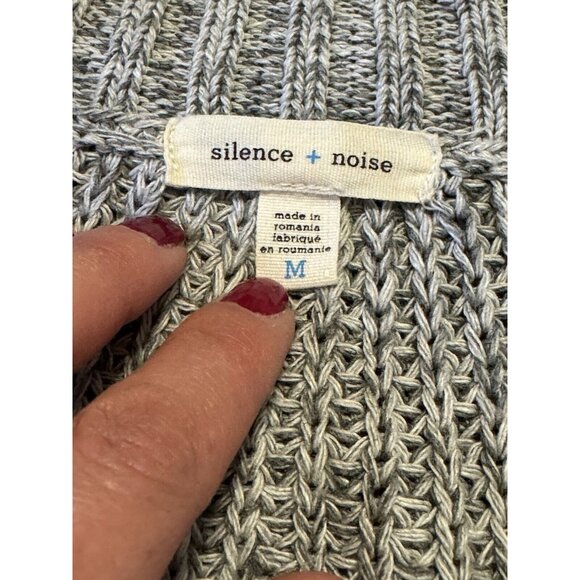 silence + noise
made in
romania
fabriqué
en roumanie
M